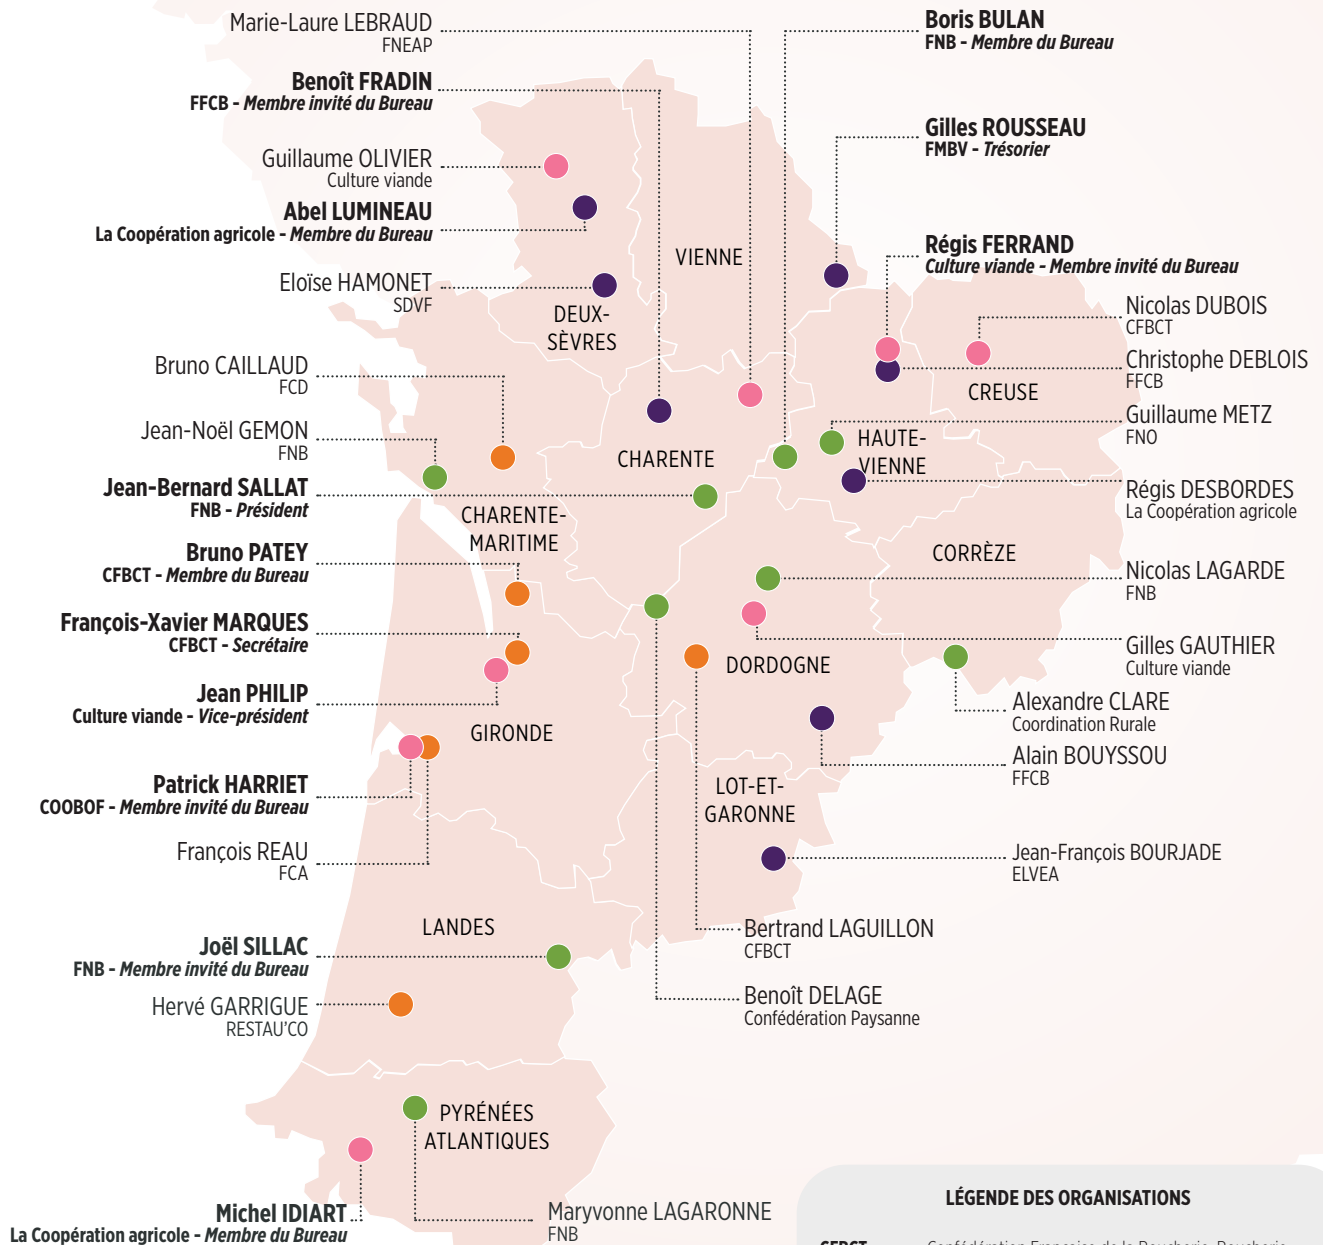 Marie-Laure LEBRAUD
FNEAP
Benoît FRADIN
FFCB - Membre invité du Bureau
Guillaume OLIVIER
Culture viande
Abel LUMINEAU
La Coopération agricole - Membre du Bureau
Eloïse HAMONET
SDVF
Bruno CAILLAUD
FCD
Jean-Noël GEMON
FNB
Jean-Bernard SALLAT
FNB - Président
Bruno PATEY
CFBCT - Membre du Bureau
François-Xavier MARQUES
CFBCT - Secrétaire
Jean PHILIP
Culture viande - Vice-président
Patrick HARRIET
COOBOF - Membre invité du Bureau
François REAU
FCA
Joël SILLAC
FNB - Membre invité du Bureau
Hervé GARRIGUE
RESTAU'CO
Michel IDIART
La Coopération agricole - Membre du Bureau
VIENNE
DEUX-
SÈVRES
CREUSE
CHARENTE
HAUTE-
VIENNE
CHARENTE-
MARITIME
CORRÈZE
DORDOGNE
GIRONDE
LOT-ET-
GARONNE
LANDES
PYRÉNÉES
ATLANTIQUES
Boris BULAN
FNB - Membre du Bureau
Gilles ROUSSEAU
FMBV - Trésorier
Régis FERRAND
Culture viande - Membre invité du Bureau
Nicolas DUBOIS
CFBCT
Christophe DEBLOIS
FFCB
Guillaume METZ
FNO
Régis DESBORDES
La Coopération agricole
Nicolas LAGARDE
FNB
Gilles GAUTHIER
Culture viande
Alexandre CLARE
Coordination Rurale
Alain BOUYSSOU
FFCB
Jean-François BOURJADE
ELVEA
Bertrand LAGUILLON
CFBCT
Benoît DELAGE
Confédération Paysanne
Maryvonne LAGARONNE
FNB
LÉGENDE DES ORGANISATIONS
CFBCT Confédération Française de la Boucherie, Boucherie